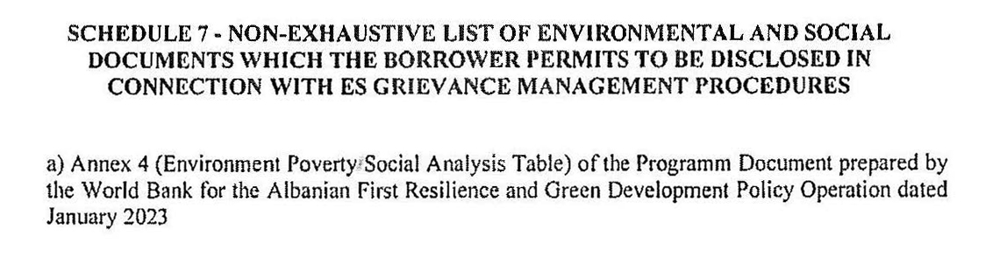 SCHEDULE 7 - NON-EXHAUSTIVE LIST OF ENVIRONMENTAL AND SOCIAL
DOCUMENTS WHICH THE BORROWER PERMITS TO BE DISCLOSED IN
CONNECTION WITH ES GRIEVANCE MANAGEMENT PROCEDURES
a) Annex 4 (Environment Poverty Social Analysis Table) of the Programm Document prepared by
the World Bank for the Albanian First Resilience and Green Development Policy Operation dated
January 2023